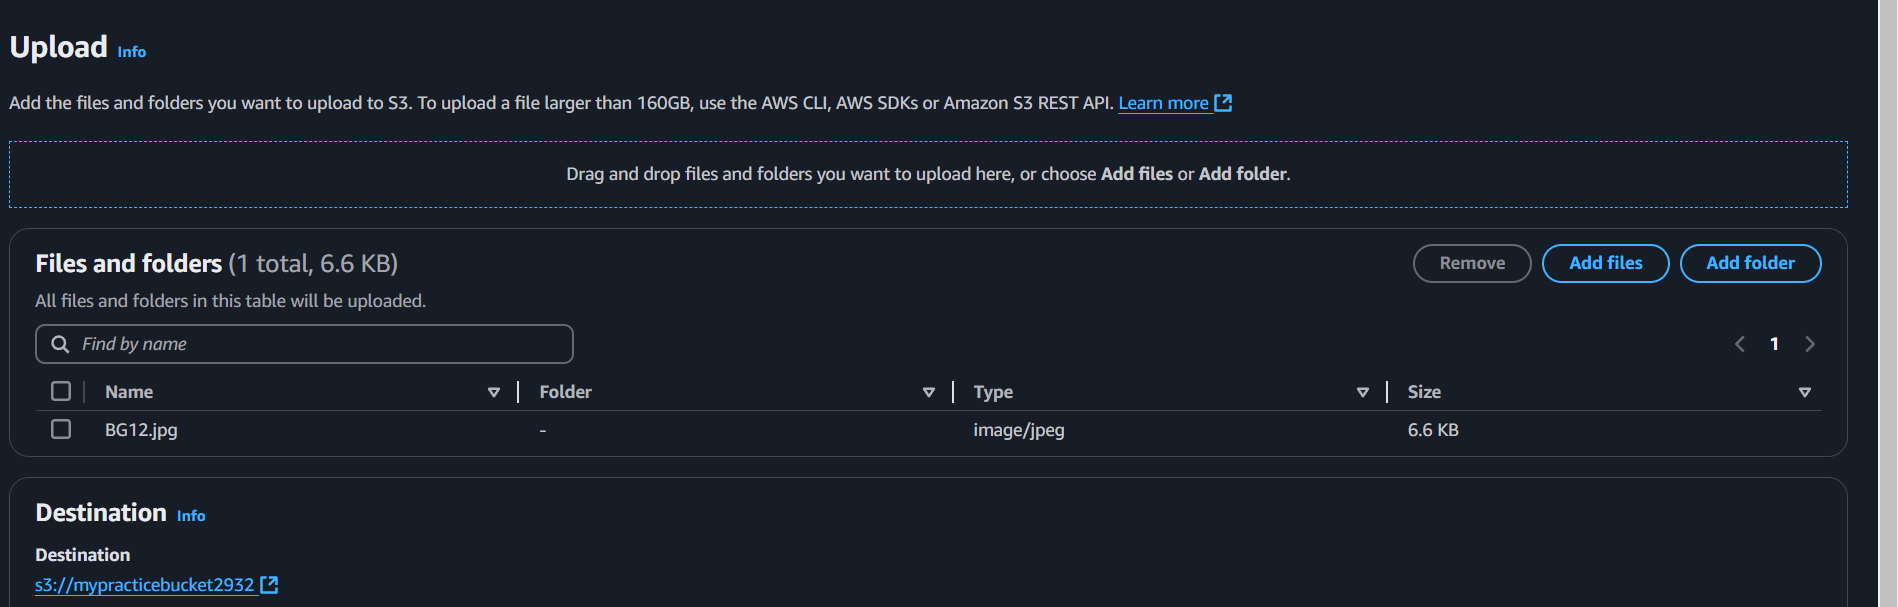 Upload Info
Add the files and folders you want to upload to S3. To upload a file larger than 160GB, use the AWS CLI, AWS SDKs or Amazon S3 REST API. Learn more
Drag and drop files and folders you want to upload here, or choose Add files or Add folder.
Files and folders (1 total, 6.6 KB)
Remove Add files Add folder
All files and folders in this table will be uploaded.
Find by name
1
Name Folder Type Size
BG12.jpg - image/jpeg 6.6 KB
Destination Info
Destination
s3://mypracticebucket2932